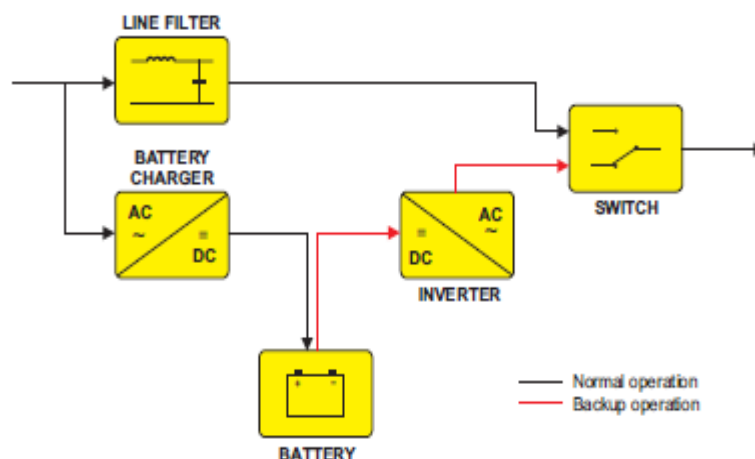 LINE FILTER
BATTERY
CHARGER
AC
~
=
DC
AC
~
=
DC
SWITCH
INVERTER
+ −
BATTERY
Normal operation
Backup operation